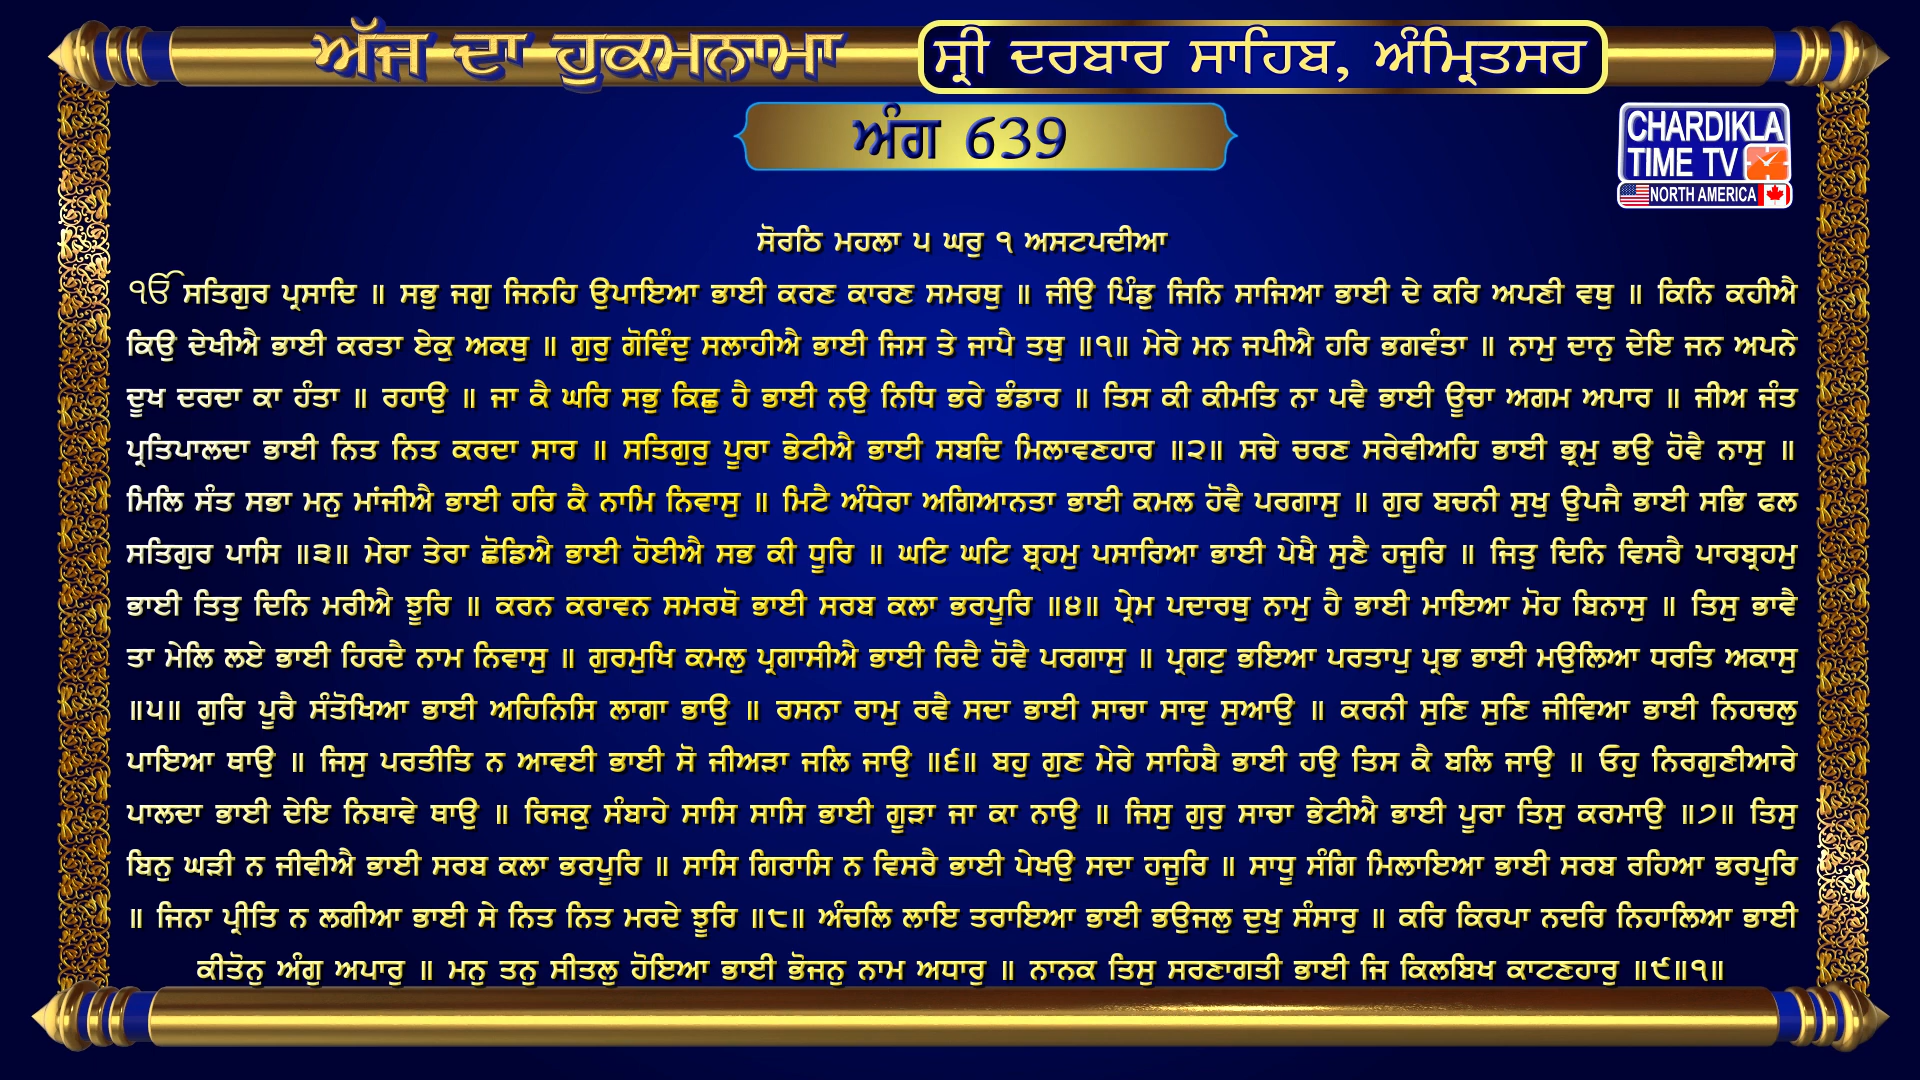 ਅੱਜ ਦਾ ਹੁਕਮਨਾਮਾ
ਸ੍ਰੀ ਦਰਬਾਰ ਸਾਹਿਬ, ਅੰਮ੍ਰਿਤਸਰ
ਅੰਗ 639
CHARDIKLA
TIME TV
NORTH AMERICA
ਸੋਰਠਿ ਮਹਲਾ ੫ ਘਰੁ ੧ ਅਸਟਪਦੀਆ
ੴ ਸਤਿਗੁਰ ਪ੍ਰਸਾਦਿ ॥ ਸਭੁ ਜਗੁ ਜਿਨਹਿ ਉਪਾਇਆ ਭਾਈ ਕਰਣ ਕਾਰਣ ਸਮਰਥੁ ॥ ਜੀਉ ਪਿੰਡੁ ਜਿਨਿ ਸਾਜਿਆ ਭਾਈ ਦੇ ਕਰਿ ਅਪਣੀ ਵਥੁ ॥ ਕਿਨਿ ਕਹੀਐ
ਕਿਉ ਦੇਖੀਐ ਭਾਈ ਕਰਤਾ ਏਕੁ ਅਕਥੁ ॥ ਗੁਰੁ ਗੋਵਿੰਦੁ ਸਲਾਹੀਐ ਭਾਈ ਜਿਸ ਤੇ ਜਾਪੈ ਤਥੁ ॥੧॥ ਮੇਰੇ ਮਨ ਜਪੀਐ ਹਰਿ ਭਗਵੰਤਾ ॥ ਨਾਮੁ ਦਾਨੁ ਦੇਇ ਜਨ ਅਪਨੇ
ਦੂਖ ਦਰਦਾ ਕਾ ਹੰਤਾ ॥ ਰਹਾਉ ॥ ਜਾ ਕੈ ਘਰਿ ਸਭੁ ਕਿਛੁ ਹੈ ਭਾਈ ਨਉ ਨਿਧਿ ਭਰੇ ਭੰਡਾਰ ॥ ਤਿਸ ਕੀ ਕੀਮਤਿ ਨਾ ਪਵੈ ਭਾਈ ਊਚਾ ਅਗਮ ਅਪਾਰ ॥ ਜੀਅ ਜੰਤ
ਪ੍ਰਤਿਪਾਲਦਾ ਭਾਈ ਨਿਤ ਨਿਤ ਕਰਦਾ ਸਾਰ ॥ ਸਤਿਗੁਰੁ ਪੂਰਾ ਭੇਟੀਐ ਭਾਈ ਸਬਦਿ ਮਿਲਾਵਣਹਾਰ ॥੨॥ ਸਚੇ ਚਰਣ ਸਰੇਵੀਅਹਿ ਭਾਈ ਭ੍ਰਮੁ ਭਉ ਹੋਵੈ ਨਾਸੁ ॥
ਮਿਲਿ ਸੰਤ ਸਭਾ ਮਨੁ ਮਾਂਜੀਐ ਭਾਈ ਹਰਿ ਕੈ ਨਾਮਿ ਨਿਵਾਸੁ ॥ ਮਿਟੈ ਅੰਧੇਰਾ ਅਗਿਆਨਤਾ ਭਾਈ ਕਮਲ ਹੋਵੈ ਪਰਗਾਸੁ ॥ ਗੁਰ ਬਚਨੀ ਸੁਖੁ ਊਪਜੈ ਭਾਈ ਸਭਿ ਫਲ
ਸਤਿਗੁਰ ਪਾਸਿ ॥੩॥ ਮੇਰਾ ਤੇਰਾ ਛੋਡਿਐ ਭਾਈ ਹੋਈਐ ਸਭ ਕੀ ਧੂਰਿ ॥ ਘਟਿ ਘਟਿ ਬ੍ਰਹਮੁ ਪਸਾਰਿਆ ਭਾਈ ਪੇਖੈ ਸੁਣੈ ਹਜੂਰਿ ॥ ਜਿਤੁ ਦਿਨਿ ਵਿਸਰੈ ਪਾਰਬ੍ਰਹਮੁ
ਭਾਈ ਤਿਤੁ ਦਿਨਿ ਮਰੀਐ ਝੂਰਿ ॥ ਕਰਨ ਕਰਾਵਨ ਸਮਰਥੋ ਭਾਈ ਸਰਬ ਕਲਾ ਭਰਪੂਰਿ ॥੪॥ ਪ੍ਰੇਮ ਪਦਾਰਥੁ ਨਾਮੁ ਹੈ ਭਾਈ ਮਾਇਆ ਮੋਹ ਬਿਨਾਸੁ ॥ ਤਿਸੁ ਭਾਵੈ
ਤਾ ਮੇਲਿ ਲਏ ਭਾਈ ਹਿਰਦੈ ਨਾਮ ਨਿਵਾਸੁ ॥ ਗੁਰਮੁਖਿ ਕਮਲੁ ਪ੍ਰਗਾਸੀਐ ਭਾਈ ਰਿਦੈ ਹੋਵੈ ਪਰਗਾਸੁ ॥ ਪ੍ਰਗਟੁ ਭਇਆ ਪਰਤਾਪੁ ਪ੍ਰਭ ਭਾਈ ਮਉਲਿਆ ਧਰਤਿ ਅਕਾਸੁ
॥੫॥ ਗੁਰਿ ਪੂਰੈ ਸੰਤੋਖਿਆ ਭਾਈ ਅਹਿਨਿਸਿ ਲਾਗਾ ਭਾਉ ॥ ਰਸਨਾ ਰਾਮੁ ਰਵੈ ਸਦਾ ਭਾਈ ਸਾਚਾ ਸਾਦੁ ਸੁਆਉ ॥ ਕਰਨੀ ਸੁਣਿ ਸੁਣਿ ਜੀਵਿਆ ਭਾਈ ਨਿਹਚਲੁ
ਪਾਇਆ ਥਾਉ ॥ ਜਿਸੁ ਪਰਤੀਤਿ ਨ ਆਵਈ ਭਾਈ ਸੋ ਜੀਅੜਾ ਜਲਿ ਜਾਉ ॥੬॥ ਬਹੁ ਗੁਣ ਮੇਰੇ ਸਾਹਿਬੈ ਭਾਈ ਹਉ ਤਿਸ ਕੈ ਬਲਿ ਜਾਉ ॥ ਓਹੁ ਨਿਰਗੁਣੀਆਰੇ
ਪਾਲਦਾ ਭਾਈ ਦੇਇ ਨਿਥਾਵੇ ਥਾਉ ॥ ਰਿਜਕੁ ਸੰਬਾਹੇ ਸਾਸਿ ਸਾਸਿ ਭਾਈ ਗੂੜਾ ਜਾ ਕਾ ਨਾਉ ॥ ਜਿਸੁ ਗੁਰੁ ਸਾਚਾ ਭੇਟੀਐ ਭਾਈ ਪੂਰਾ ਤਿਸੁ ਕਰਮਾਉ ॥੭॥ ਤਿਸੁ
ਬਿਨੁ ਘੜੀ ਨ ਜੀਵੀਐ ਭਾਈ ਸਰਬ ਕਲਾ ਭਰਪੂਰਿ ॥ ਸਾਸਿ ਗਿਰਾਸਿ ਨ ਵਿਸਰੈ ਭਾਈ ਪੇਖਉ ਸਦਾ ਹਜੂਰਿ ॥ ਸਾਧੂ ਸੰਗਿ ਮਿਲਾਇਆ ਭਾਈ ਸਰਬ ਰਹਿਆ ਭਰਪੂਰਿ
॥ ਜਿਨਾ ਪ੍ਰੀਤਿ ਨ ਲਗੀਆ ਭਾਈ ਸੇ ਨਿਤ ਨਿਤ ਮਰਦੇ ਝੂਰਿ ॥੮॥ ਅੰਚਲਿ ਲਾਇ ਤਰਾਇਆ ਭਾਈ ਭਉਜਲੁ ਦੁਖੁ ਸੰਸਾਰੁ ॥ ਕਰਿ ਕਿਰਪਾ ਨਦਰਿ ਨਿਹਾਲਿਆ ਭਾਈ
ਕੀਤੋਨੁ ਅੰਗੁ ਅਪਾਰੁ ॥ ਮਨੁ ਤਨੁ ਸੀਤਲੁ ਹੋਇਆ ਭਾਈ ਭੋਜਨੁ ਨਾਮ ਅਧਾਰੁ ॥ ਨਾਨਕ ਤਿਸੁ ਸਰਣਾਗਤੀ ਭਾਈ ਜਿ ਕਿਲਬਿਖ ਕਾਟਣਹਾਰੁ ॥੯॥੧॥